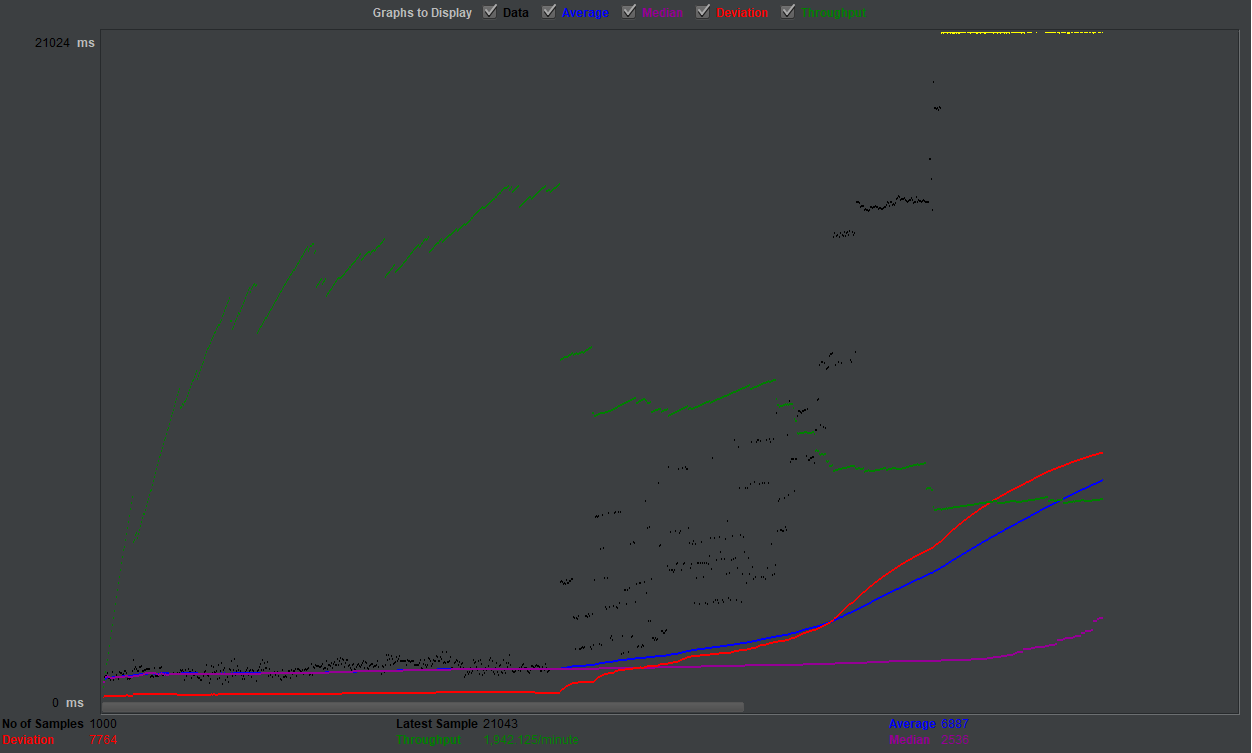 Graphs to Display Data Average Median Deviation Throughput
21024 ms
0 ms
No of Samples 1000 Latest Sample 21043 Average 6887
Deviation 7764 Throughput 1,942.125/minute Median